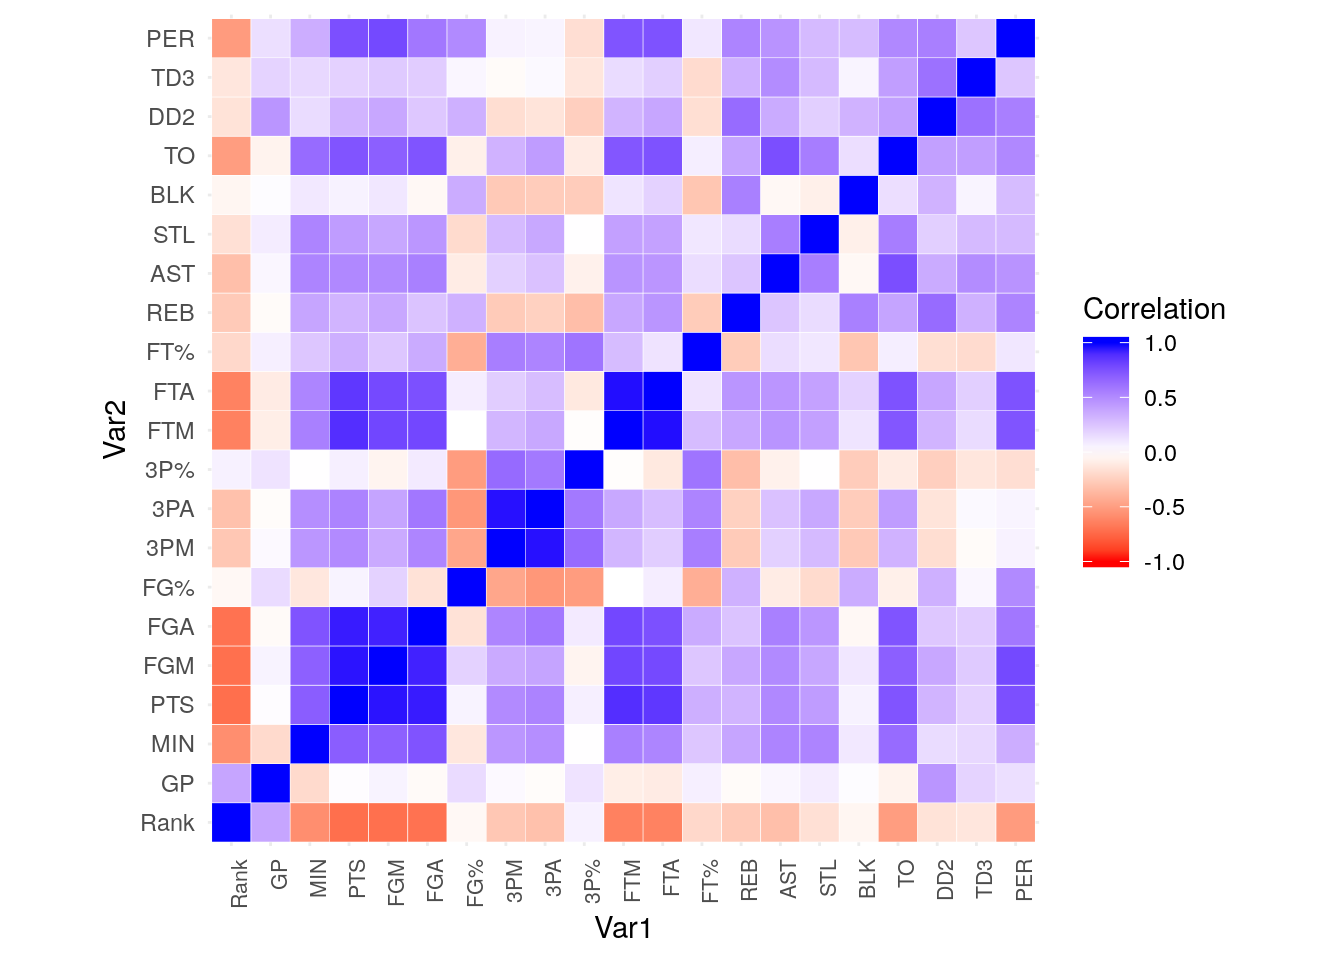 PER
TD3
DD2
TO
BLK
STL
AST
REB
FT%
FTA
FTM
3P%
3PA
3PM
FG%
FGA
FGM
PTS
MIN
GP
Rank
Var2
Rank GP MIN PTS FGM FGA FG% 3PM 3PA 3P% FTM FTA FT% REB AST STL BLK TO DD2 TD3 PER
Var1
Correlation
1.0
0.5
0.0
-0.5
-1.0